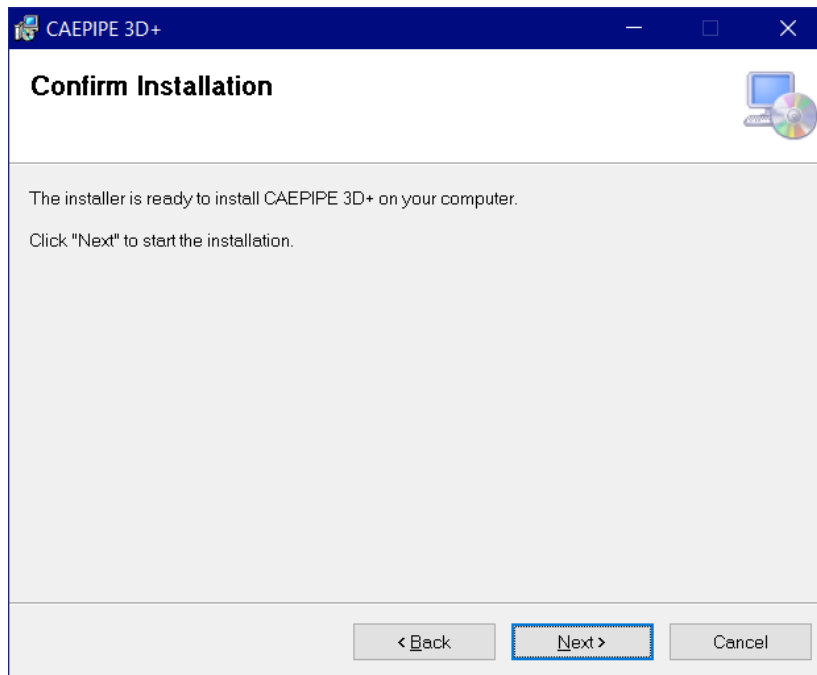 CAEPIPE 3D+
Confirm Installation
The installer is ready to install CAEPIPE 3D+ on your computer.
Click "Next" to start the installation.
< Back
Next >
Cancel